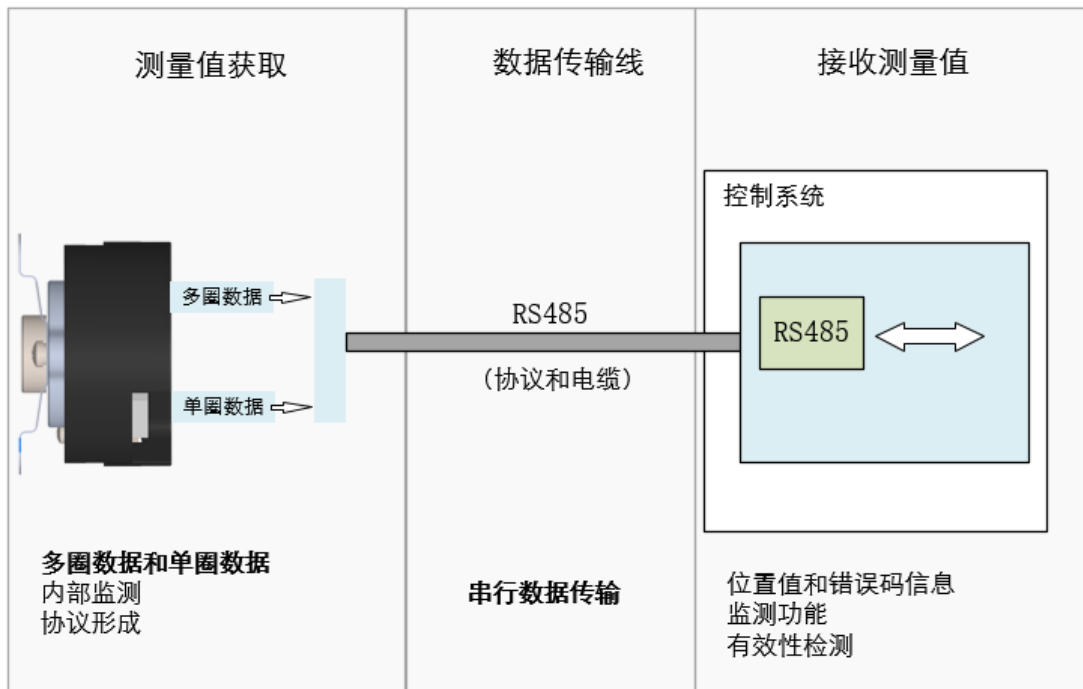 测量值获取
数据传输线
接收测量值
控制系统
多圈数据
单圈数据
RS485
(协议和电缆)
RS485
多圈数据和单圈数据
内部监测
协议形成
串行数据传输
位置值和错误码信息
监测功能
有效性检测